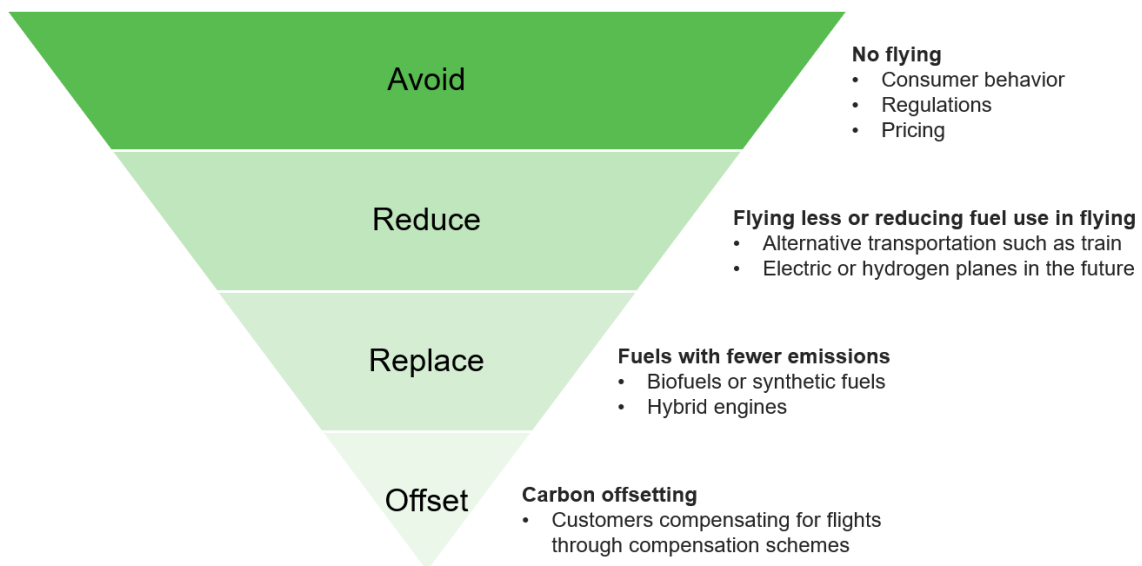 Avoid
No flying
• Consumer behavior
• Regulations
• Pricing
Reduce
Flying less or reducing fuel use in flying
• Alternative transportation such as train
• Electric or hydrogen planes in the future
Replace
Fuels with fewer emissions
• Biofuels or synthetic fuels
• Hybrid engines
Offset
Carbon offsetting
• Customers compensating for flights
through compensation schemes